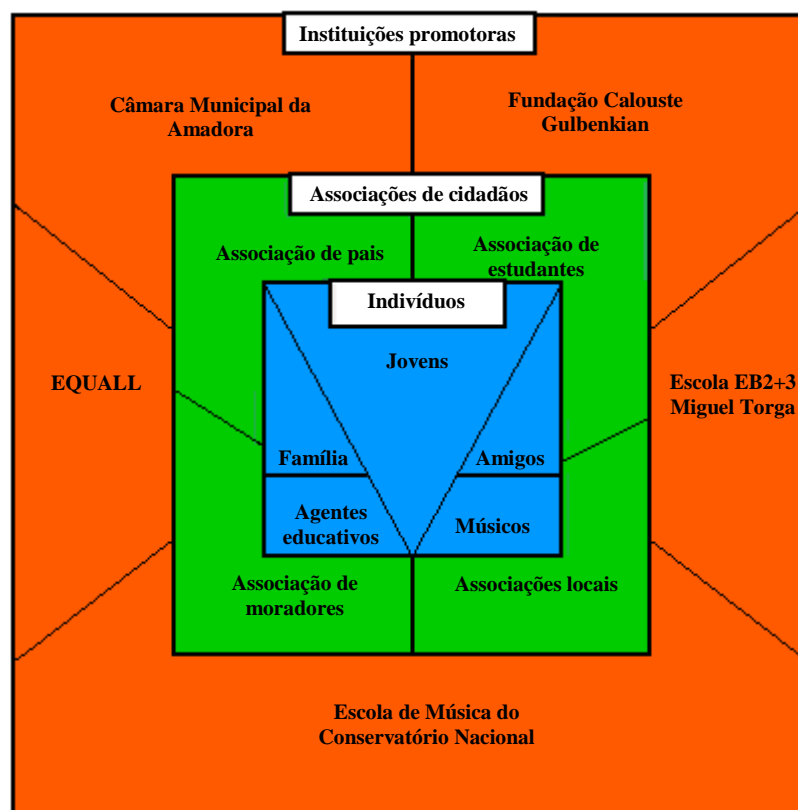 Instituições promotoras
Câmara Municipal da
Amadora
Fundação Calouste
Gulbenkian
Associações de cidadãos
Associação de pais
Associação de
estudantes
Indivíduos
Jovens
EQUALL
Escola EB2+3
Miguel Torga
Família
Amigos
Agentes
educativos
Músicos
Associação de
moradores
Associações locais
Escola de Música do
Conservatório Nacional